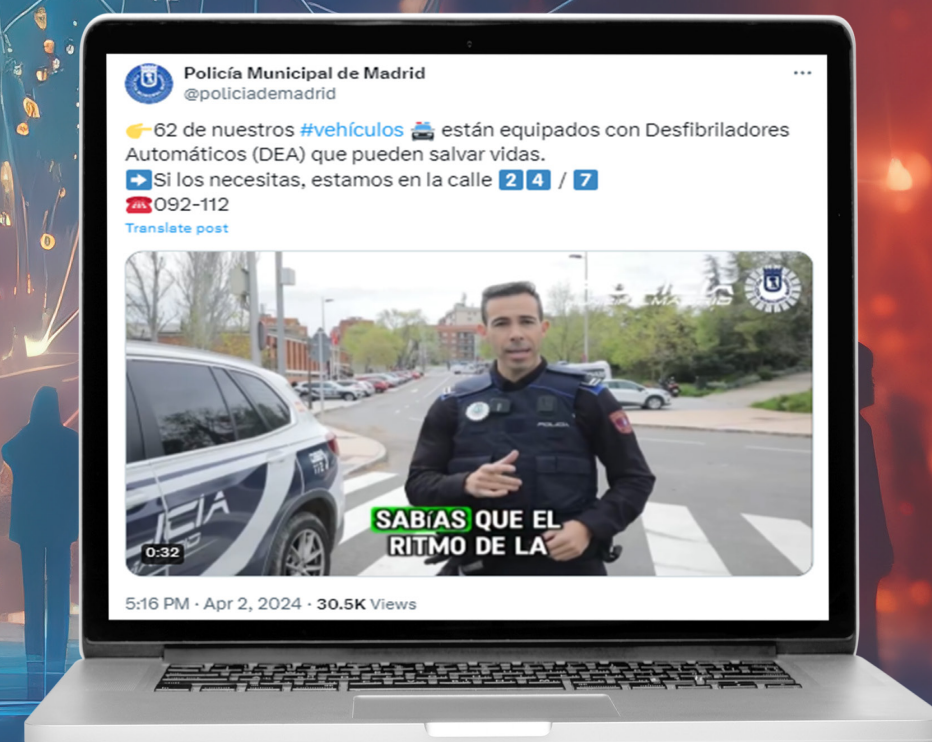 Policía Municipal de Madrid
@policiademadrid
👉62 de nuestros #vehículos 🚔 están equipados con Desfibriladores
Automáticos (DEA) que pueden salvar vidas.
➡️Si los necesitas, estamos en la calle 2️⃣4️⃣ / 7️⃣
☎️092-112
Translate post
POLICIA
SABíAS QUE EL
RITMO DE LA
0:32
5:16 PM · Apr 2, 2024 · 30.5K Views